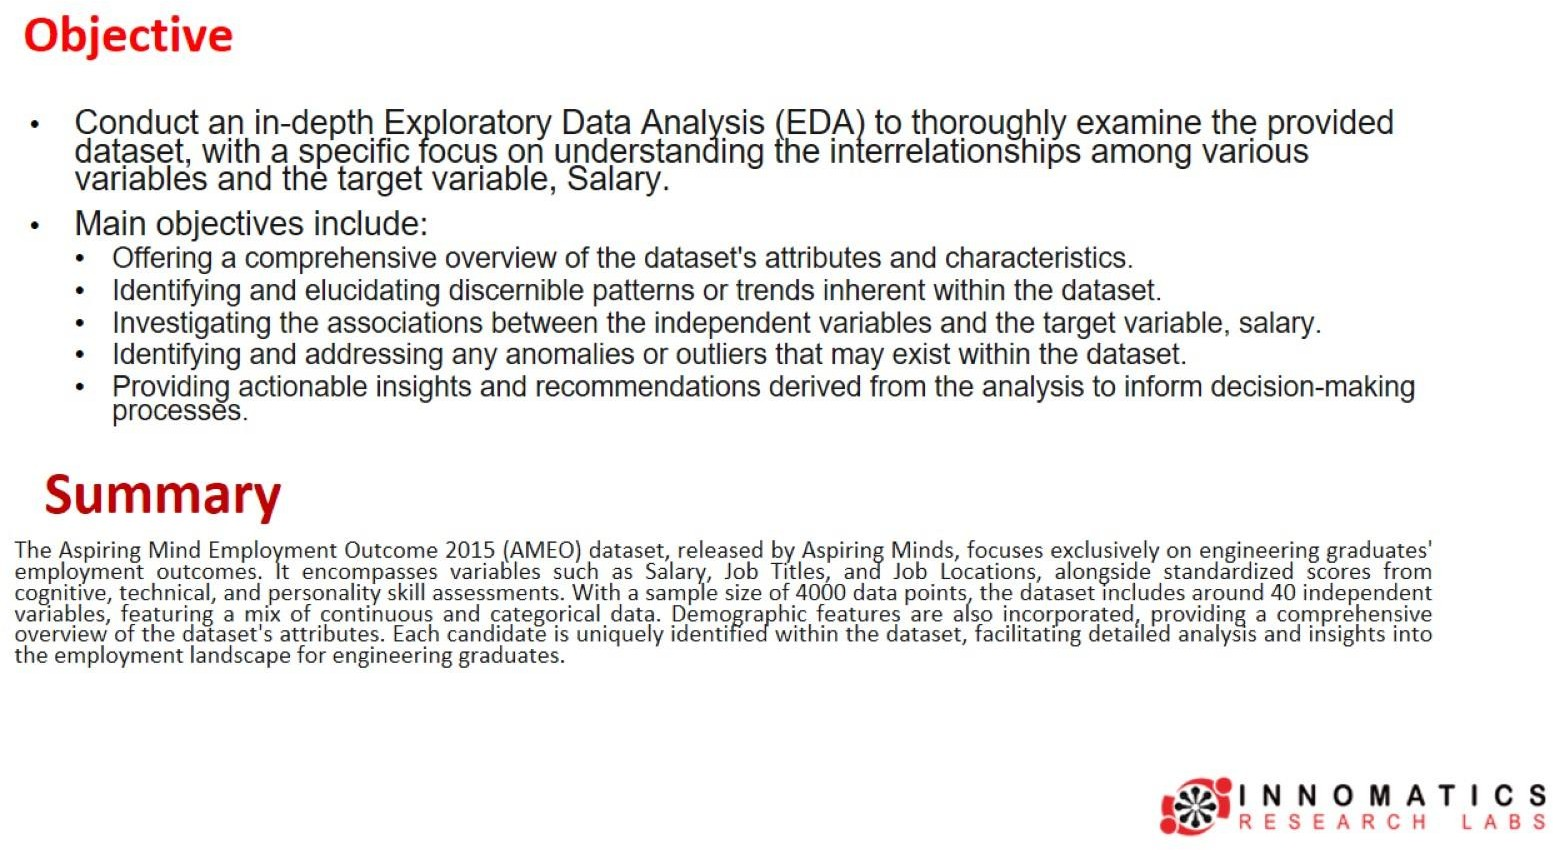 Objective
• Conduct an in-depth Exploratory Data Analysis (EDA) to thoroughly examine the provided
dataset, with a specific focus on understanding the interrelationships among various
variables and the target variable, Salary.
• Main objectives include:
• Offering a comprehensive overview of the dataset's attributes and characteristics.
• Identifying and elucidating discernible patterns or trends inherent within the dataset.
• Investigating the associations between the independent variables and the target variable, salary.
• Identifying and addressing any anomalies or outliers that may exist within the dataset.
• Providing actionable insights and recommendations derived from the analysis to inform decision-making
processes.
Summary
The Aspiring Mind Employment Outcome 2015 (AMEO) dataset, released by Aspiring Minds, focuses exclusively on engineering graduates'
employment outcomes. It encompasses variables such as Salary, Job Titles, and Job Locations, alongside standardized scores from
cognitive, technical, and personality skill assessments. With a sample size of 4000 data points, the dataset includes around 40 independent
variables, featuring a mix of continuous and categorical data. Demographic features are also incorporated, providing a comprehensive
overview of the dataset's attributes. Each candidate is uniquely identified within the dataset, facilitating detailed analysis and insights into
the employment landscape for engineering graduates.
INNOMATICS
RESEARCH LABS